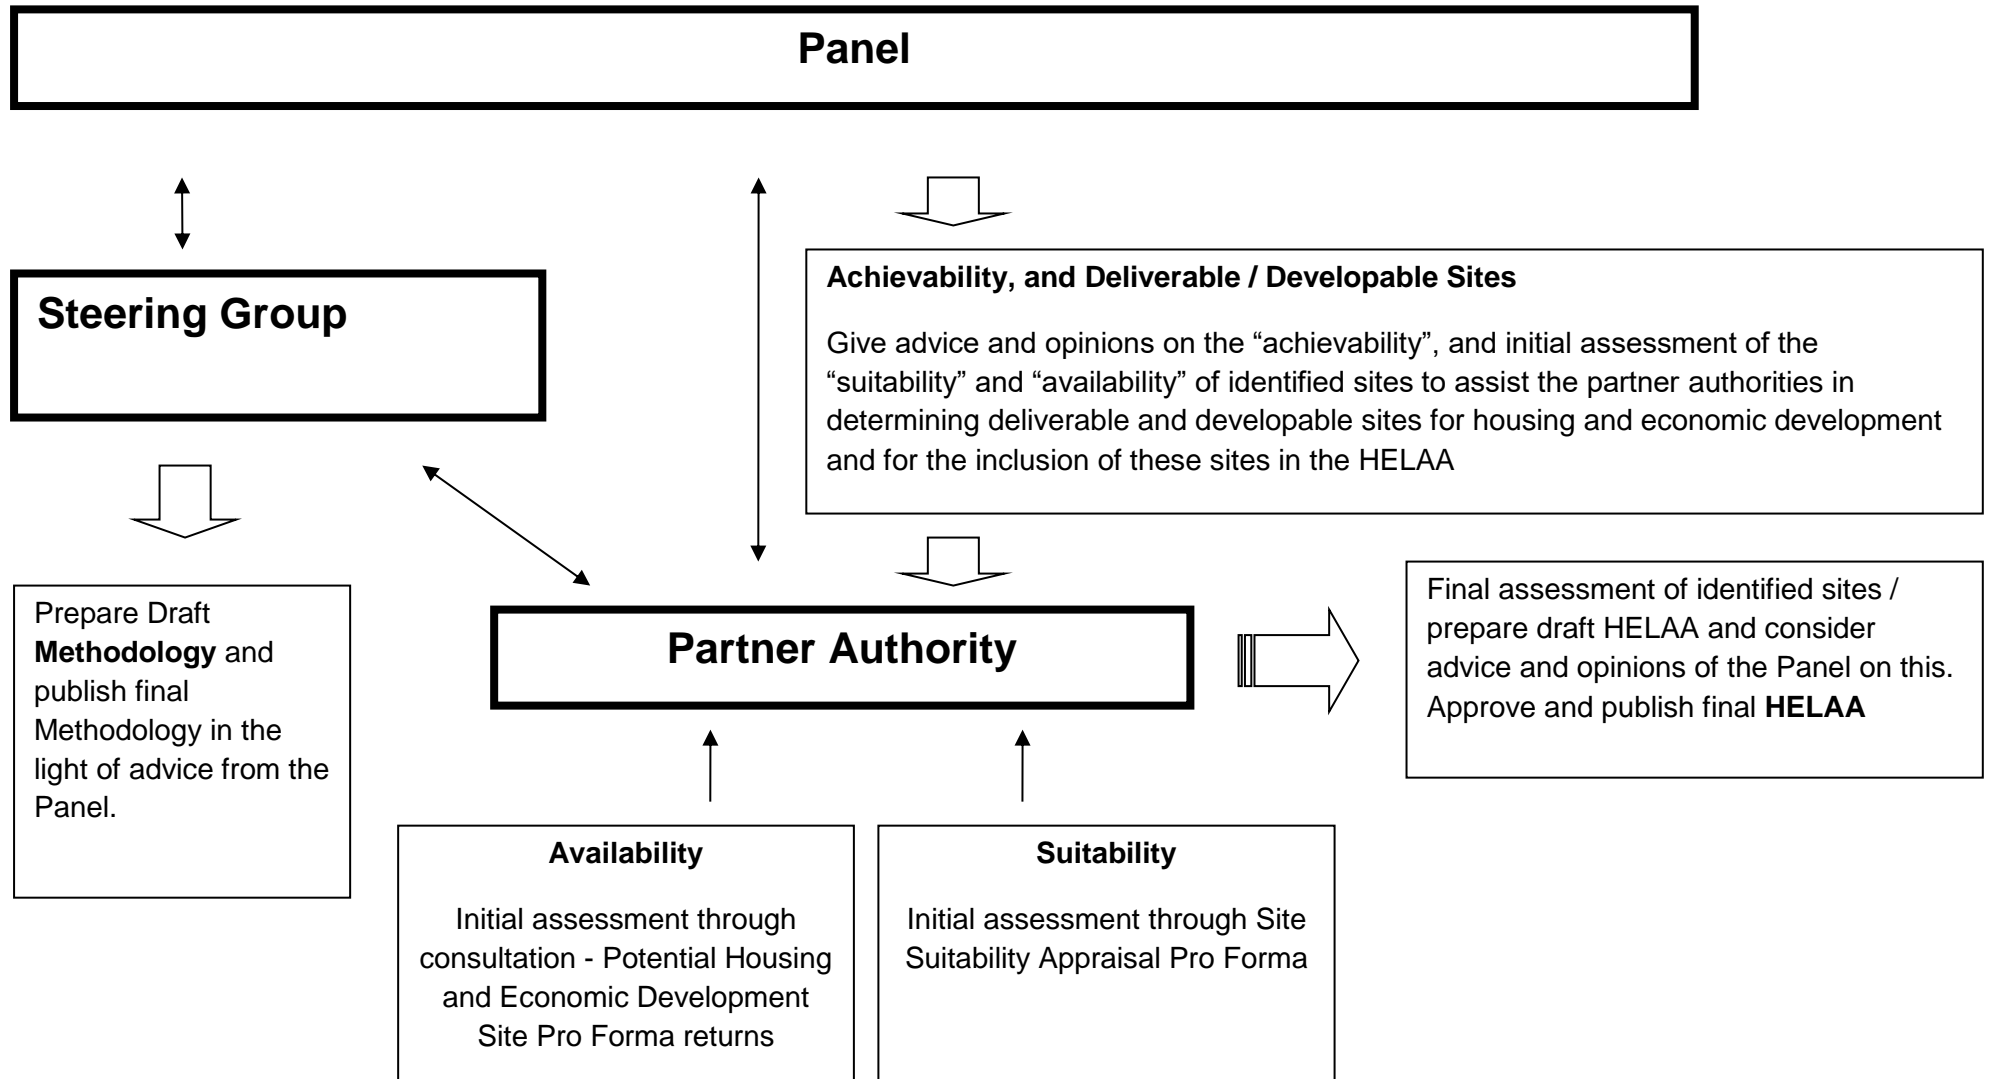 Panel
Steering Group
Achievability, and Deliverable / Developable Sites
Give advice and opinions on the “achievability”, and initial assessment of the
“suitability” and “availability” of identified sites to assist the partner authorities in
determining deliverable and developable sites for housing and economic development
and for the inclusion of these sites in the HELAA
Prepare Draft
Methodology and
publish final
Methodology in the
light of advice from the
Panel.
Partner Authority
Final assessment of identified sites /
prepare draft HELAA and consider
advice and opinions of the Panel on this.
Approve and publish final HELAA
Availability
Initial assessment through
consultation - Potential Housing
and Economic Development
Site Pro Forma returns
Suitability
Initial assessment through Site
Suitability Appraisal Pro Forma